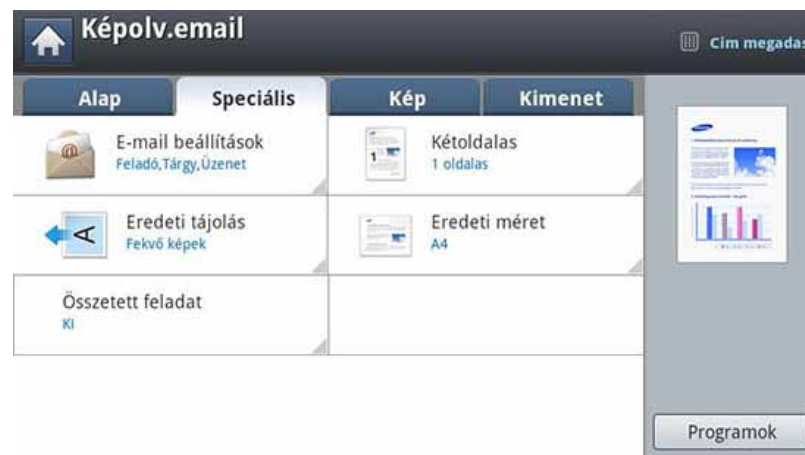 Képolv.email
Cím megadas
Alap
Speciális
Kép
Kimenet
E-mail beállítások
Feladó,Tárgy,Üzenet
Kétoldalas
1 oldalas
Eredeti tájolás
Fekvő képek
Eredeti méret
A4
Összetett feladat
KI
Programok